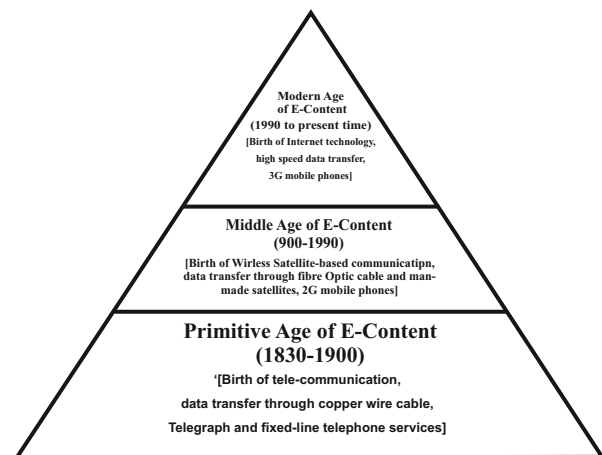 Modern Age
of E-Content
(1990 to present time)
[Birth of Internet technology,
high speed data transfer,
3G mobile phones]
Middle Age of E-Content
(900-1990)
[Birth of Wirless Satellite-based communicatipn,
data transfer through fibre Optic cable and man-
made satellites, 2G mobile phones]
Primitive Age of E-Content
(1830-1900)
‘[Birth of tele-communication,
data transfer through copper wire cable,
Telegraph and fixed-line telephone services]